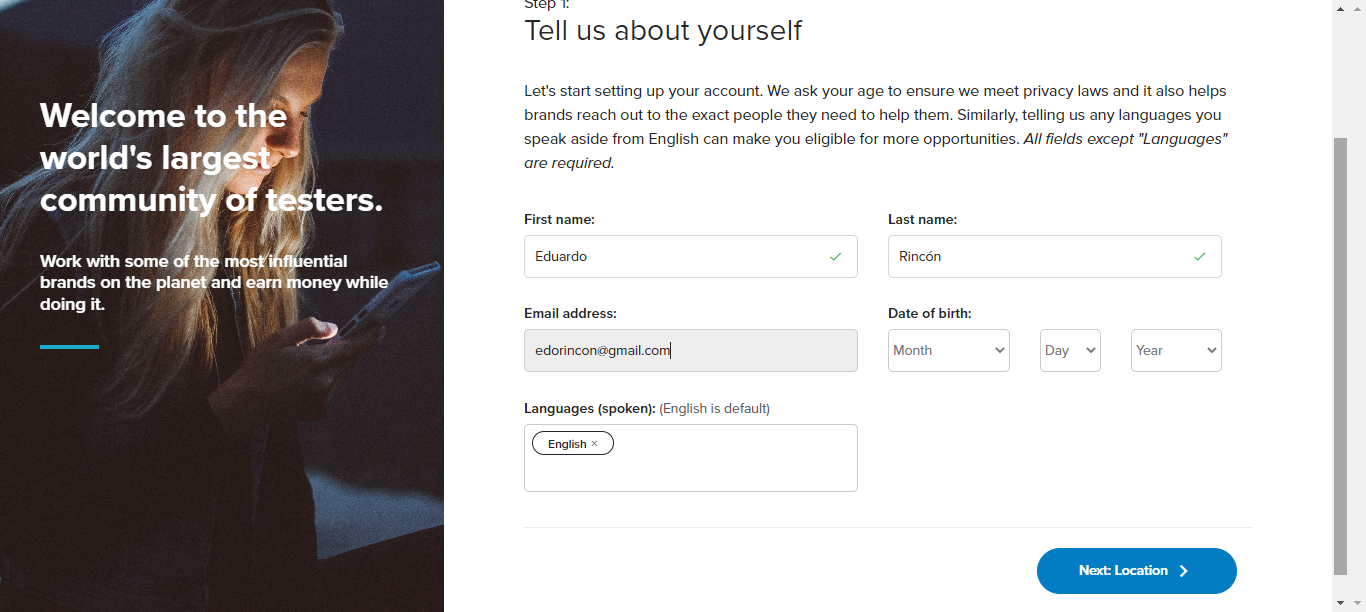 Welcome to the
world's largest
community of testers.
Work with some of the most influential
brands on the planet and earn money while
doing it.
Step 1:
Tell us about yourself
Let's start setting up your account. We ask your age to ensure we meet privacy laws and it also helps
brands reach out to the exact people they need to help them. Similarly, telling us any languages you
speak aside from English can make you eligible for more opportunities. All fields except "Languages"
are required.
First name:
Last name:
Eduardo
Rincón
Email address:
Date of birth:
edorincon@gmail.com
Month
Day
Year
Languages (spoken): (English is default)
English ×
Next: Location